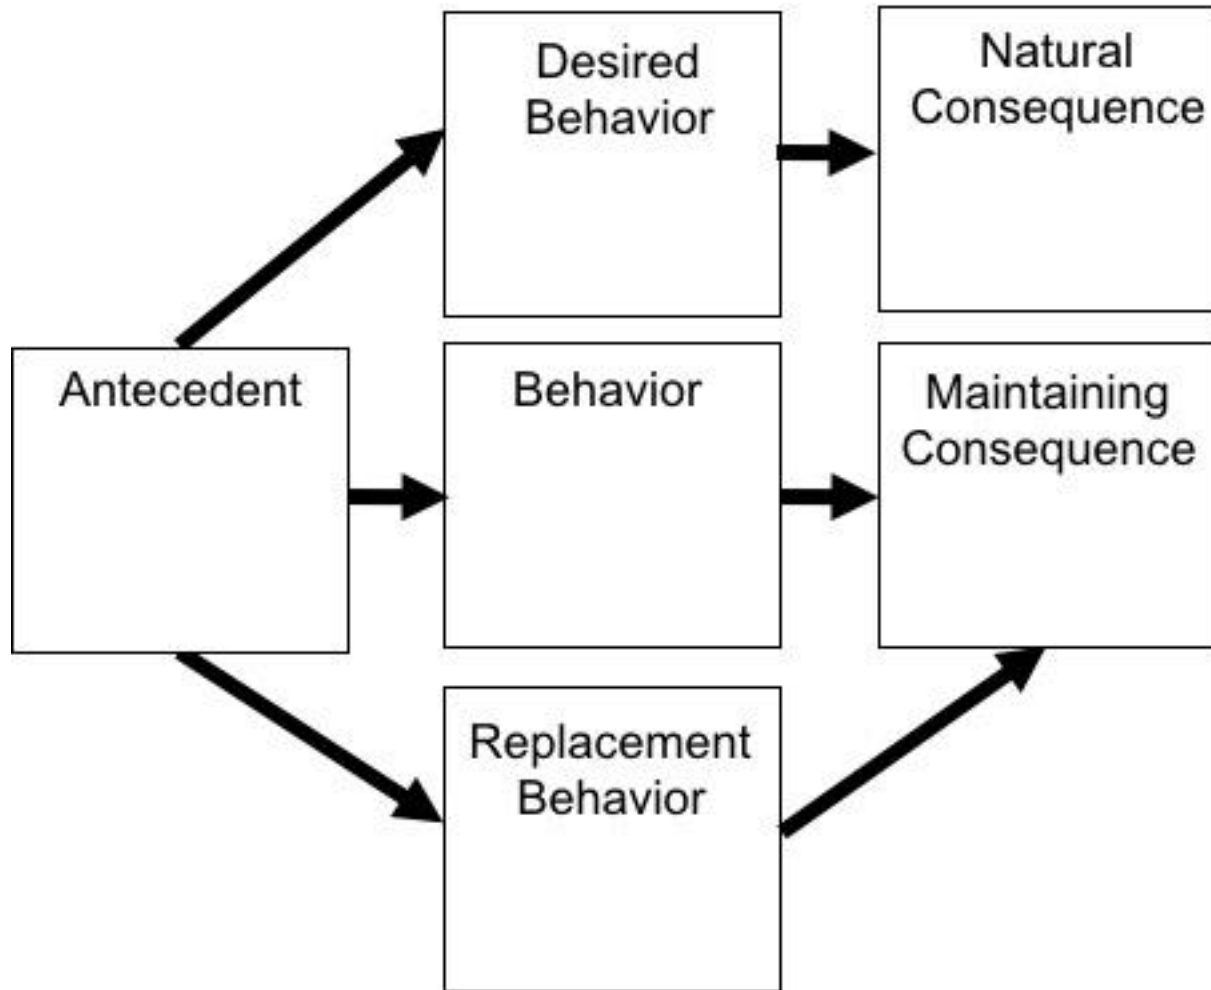 Desired
Behavior
Natural
Consequence
Antecedent
Behavior
Maintaining
Consequence
Replacement
Behavior